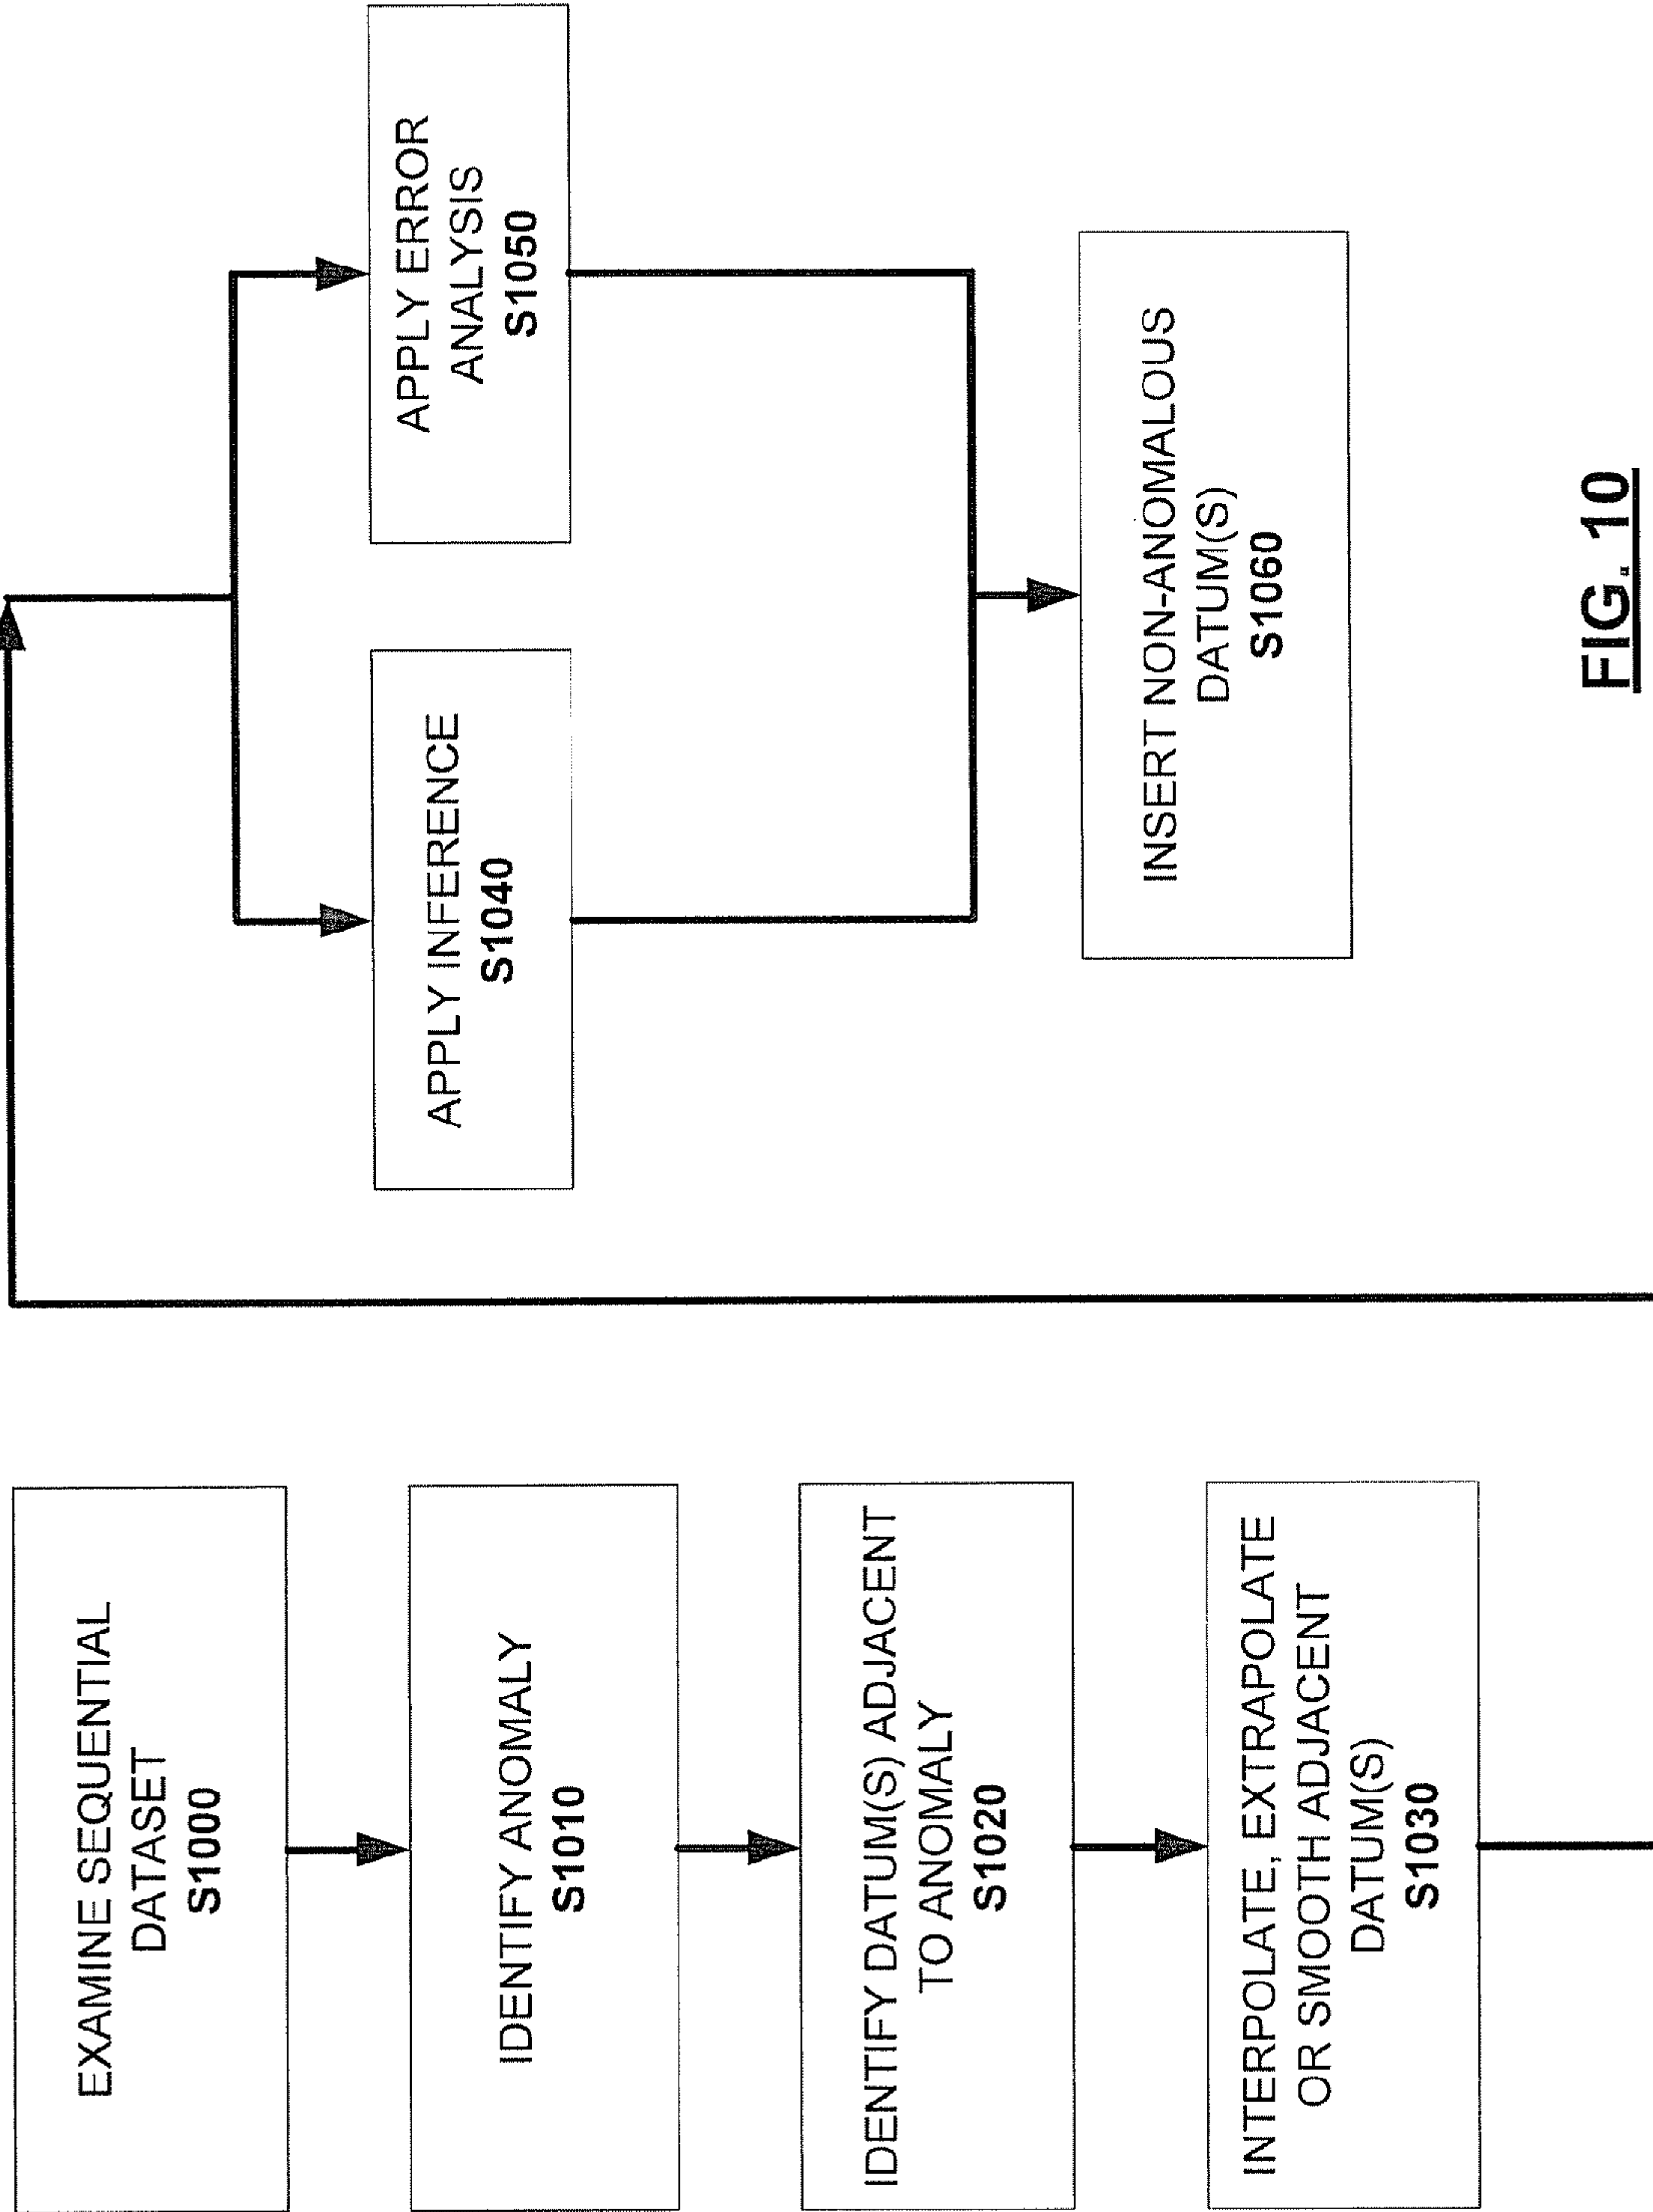 EXAMINE SEQUENTIAL
DATASET
S1000
IDENTIFY ANOMALY
S1010
IDENTIFY DATUM(S) ADJACENT
TO ANOMALY
S1020
INTERPOLATE, EXTRAPOLATE
OR SMOOTH ADJACENT
DATUM(S)
S1030
APPLY INFERENCE
S1040
APPLY ERROR
ANALYSIS
S1050
INSERT NON-ANOMALOUS
DATUM(S)
S1060
FIG. 10